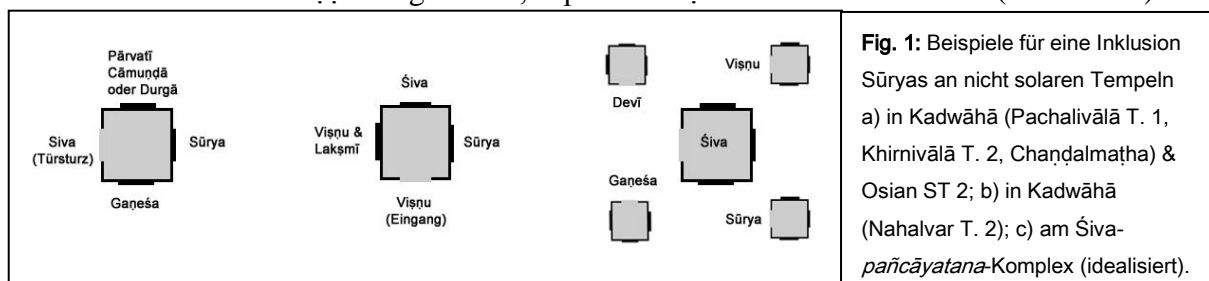 Pārvatī
Cāmuṇḍā
oder Durgā
Siva
(Türsturz)
Sūrya
Gaṇeśa
Śiva
Viṣṇu &
Lakṣmī
Sūrya
Viṣṇu
(Eingang)
Devī
Viṣṇu
Śiva
Gaṇeśa
Sūrya
Fig. 1: Beispiele für eine Inklusion
Sūryas an nicht solaren Tempeln
a) in Kadwāhā (Pachalivālā T. 1,
Khirnivālā T. 2, Chaṇḍalmaṭha) &
Osian ST 2; b) in Kadwāhā
(Nahalvar T. 2); c) am Śiva-
pañcāyatana-Komplex (idealisiert).